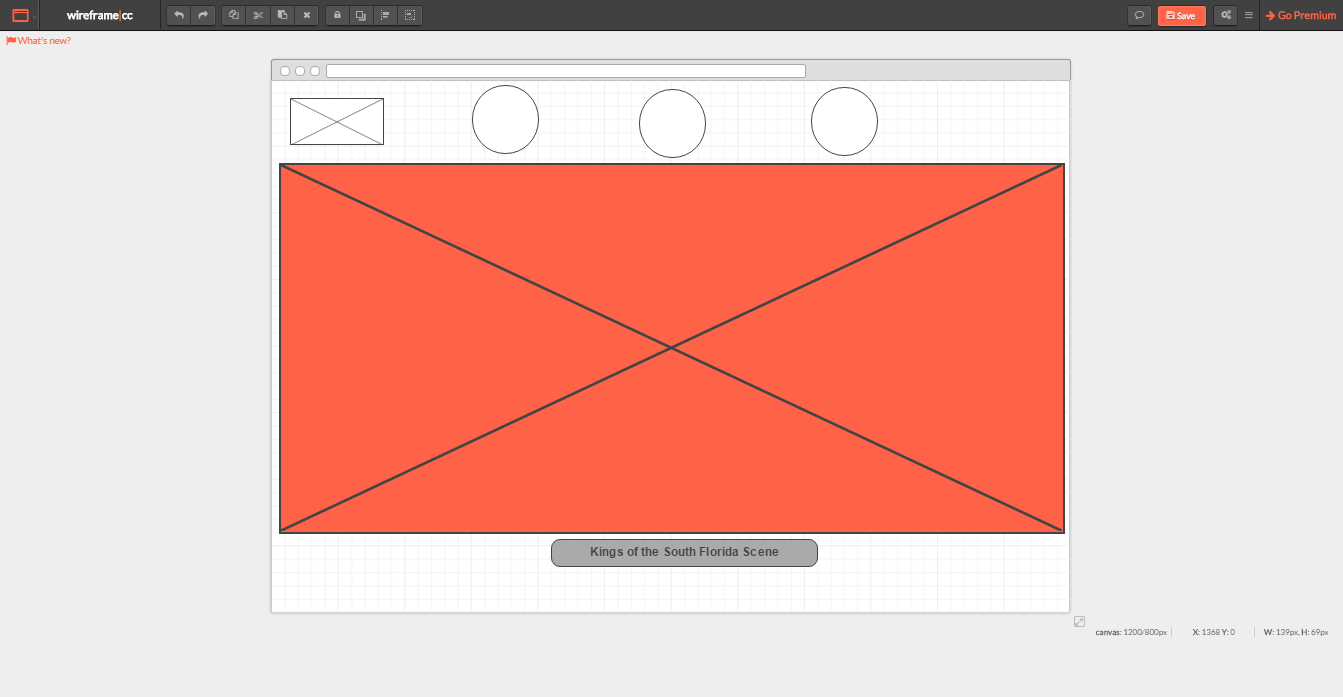 wireframe|cc
Save
Go Premium
What's new?
Kings of the South Florida Scene
canvas: 1200/800px
X: 1368 Y: 0
W: 139px, H: 69px